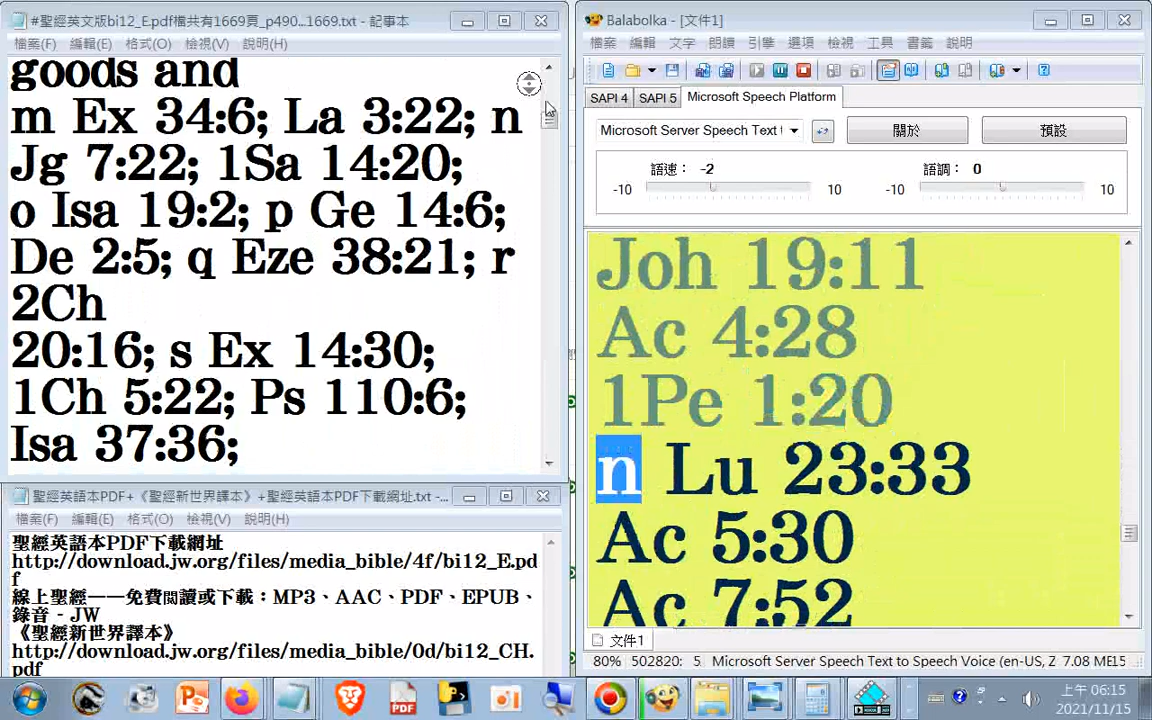 #聖經英文版bi12_E.pdf檔共有1669頁_p490...1669.txt - 記事本
檔案(F) 編輯(E) 格式(O) 檢視(V) 說明(H)
goods and
m Ex 34:6; La 3:22; n
Jg 7:22; 1Sa 14:20;
o Isa 19:2; p Ge 14:6;
De 2:5; q Eze 38:21; r
2Ch
20:16; s Ex 14:30;
1Ch 5:22; Ps 110:6;
Isa 37:36;
聖經英語本PDF+《聖經新世界譯本》+聖經英語本PDF下載網址.txt -...
檔案(F) 編輯(E) 格式(O) 檢視(V) 說明(H)
聖經英語本PDF下載網址
http://download.jw.org/files/media_bible/4f/bi12_E.pd
f
線上聖經——免費閱讀或下載：MP3、AAC、PDF、EPUB、
錄音 - JW
《聖經新世界譯本》
http://download.jw.org/files/media_bible/0d/bi12_CH.
pdf
Balabolka - [文件1]
檔案 編輯 文字 朗讀 引擎 選項 檢視 工具 書籤 說明
SAPI 4 SAPI 5 Microsoft Speech Platform
Microsoft Server Speech Text t 關於 預設
語速： -2 語調： 0
-10 10 -10 10
Joh 19:11
Ac 4:28
1Pe 1:20
n Lu 23:33
Ac 5:30
Ac 7:52
文件1
80% 502820: 5 Microsoft Server Speech Text to Speech Voice (en-US, Z 7.08 ME15
PDF
上午 06:15
2021/11/15